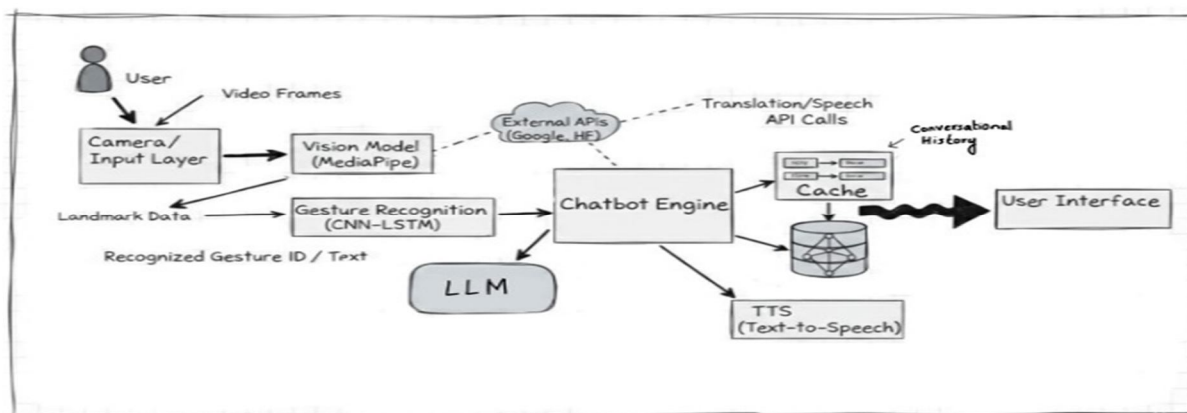 User
Video Frames
Camera/
Input Layer
Vision Model
(MediaPipe)
External APIs
(Google, HF)
Translation/Speech
API Calls
Conversational
History
Cache
Landmark Data
Gesture Recognition
(CNN-LSTM)
Chatbot Engine
User Interface
Recognized Gesture ID / Text
LLM
TTS
(Text-to-Speech)